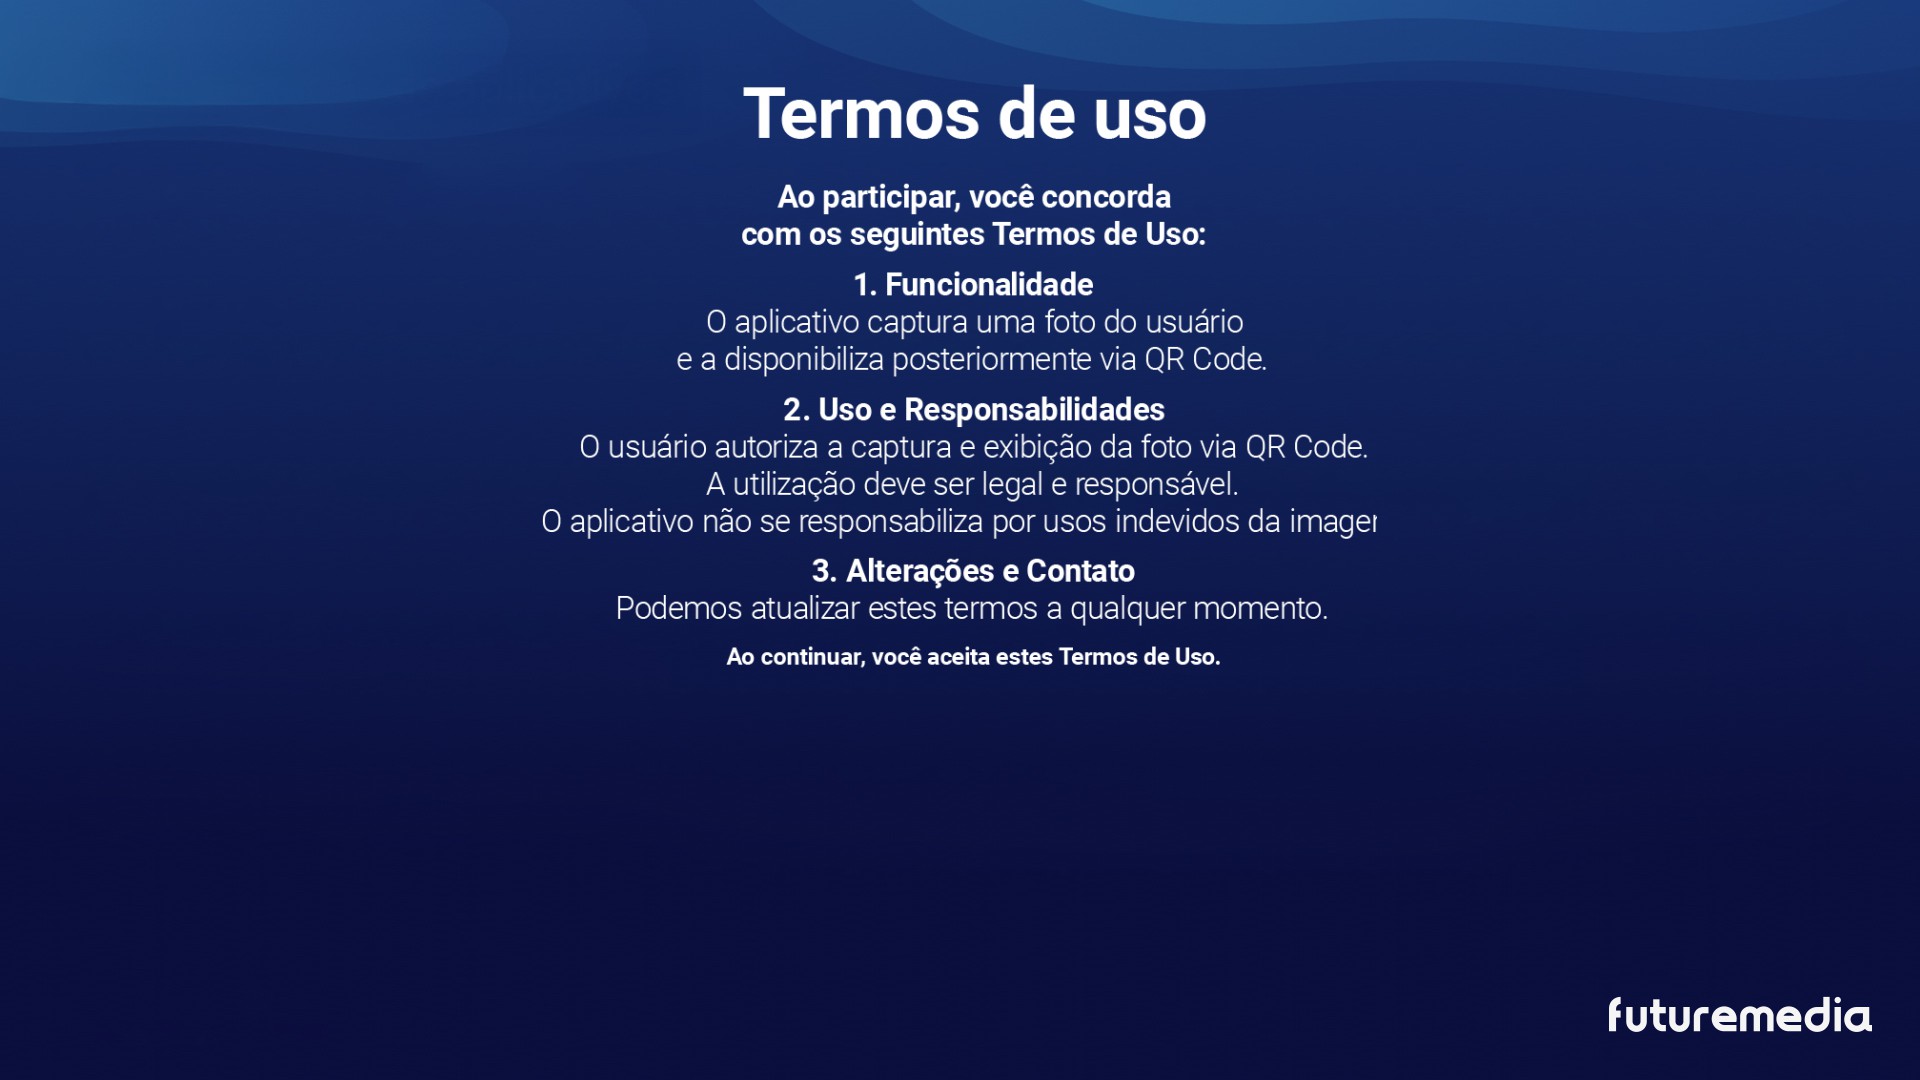 Termos de uso
Ao participar, você concorda
com os seguintes Termos de Uso:
1. Funcionalidade
O aplicativo captura uma foto do usuário
e a disponibiliza posteriormente via QR Code.
2. Uso e Responsabilidades
O usuário autoriza a captura e exibição da foto via QR Code.
A utilização deve ser legal e responsável.
O aplicativo não se responsabiliza por usos indevidos da image
3. Alterações e Contato
Podemos atualizar estes termos a qualquer momento.
Ao continuar, você aceita estes Termos de Uso.
futuremedia